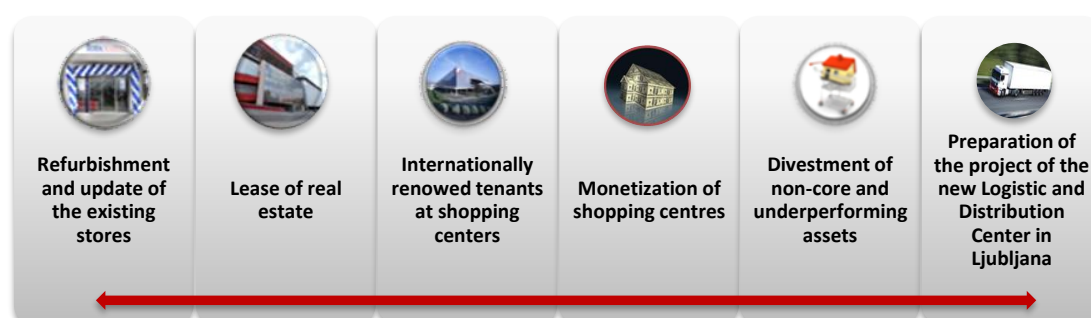 Refurbishment
and update of
the existing
stores
Lease of real
estate
Internationally
renowed tenants
at shopping
centers
Monetization of
shopping centres
Divestment of
non-core and
underperforming
assets
Preparation of
the project of the
new Logistic and
Distribution
Center in
Ljubljana